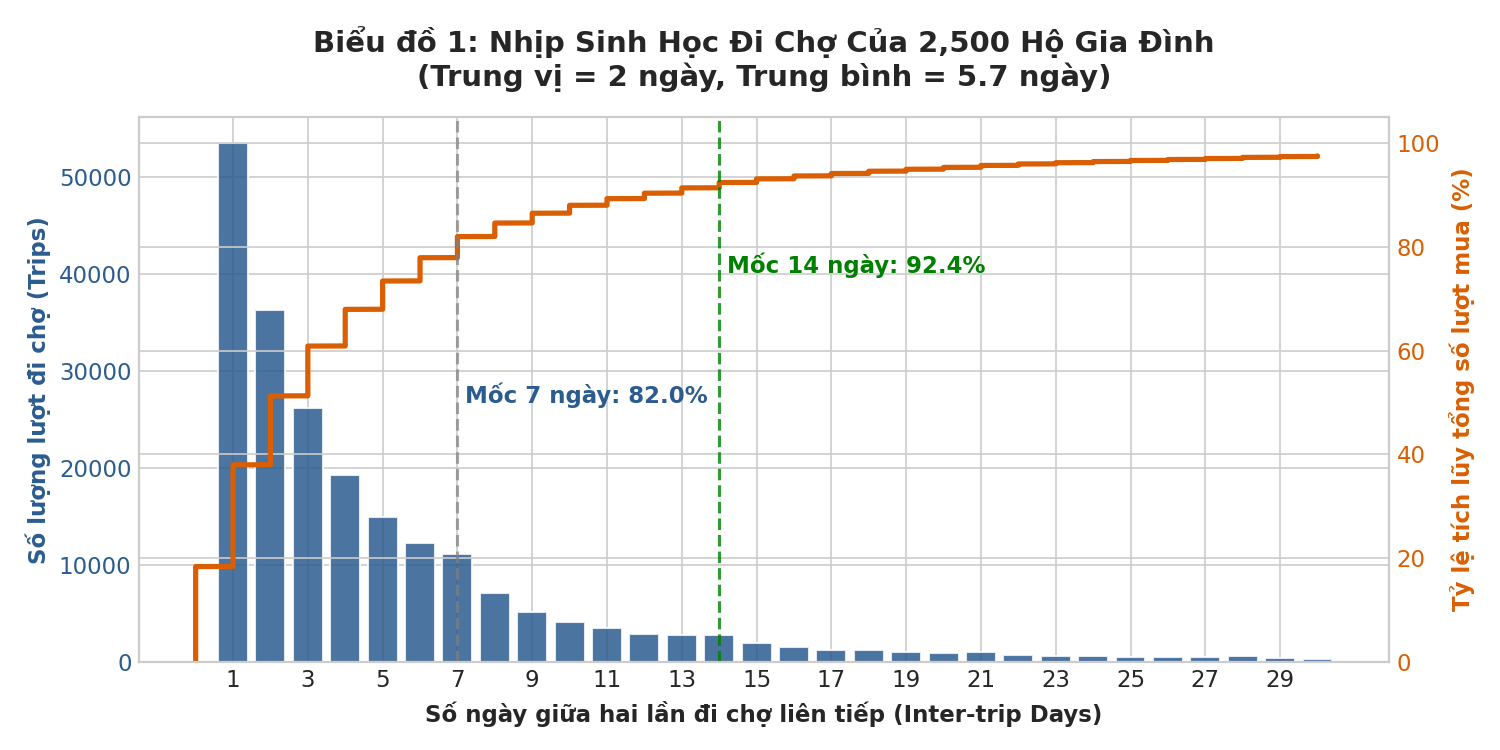 Biểu đồ 1: Nhịp Sinh Học Đi Chợ Của 2,500 Hộ Gia Đình
(Trung vị = 2 ngày, Trung bình = 5.7 ngày)
Số lượng lượt đi chợ (Trips)
50000
40000
30000
20000
10000
0
Mốc 7 ngày: 82.0%
Mốc 14 ngày: 92.4%
100
80
60
40
20
0
Tỷ lệ tích lũy tổng số lượt mua (%)
1 3 5 7 9 11 13 15 17 19 21 23 25 27 29
Số ngày giữa hai lần đi chợ liên tiếp (Inter-trip Days)